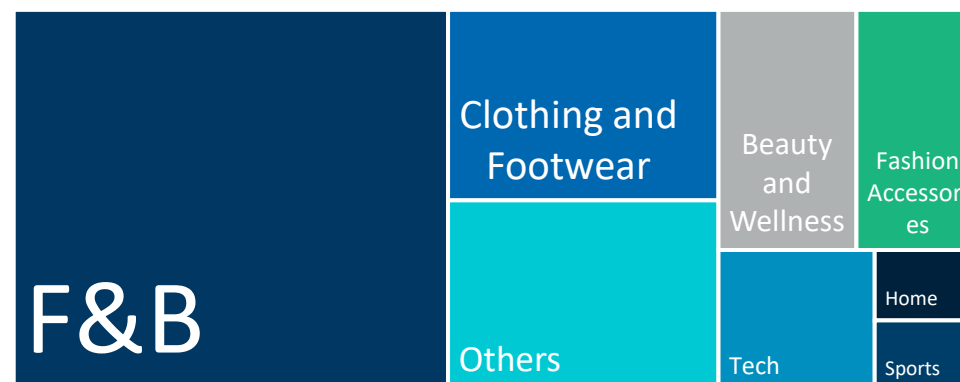 F&B
Clothing and
Footwear
Others
Beauty
and
Wellness
Fashion
Accessor
es
Tech
Home
Sports